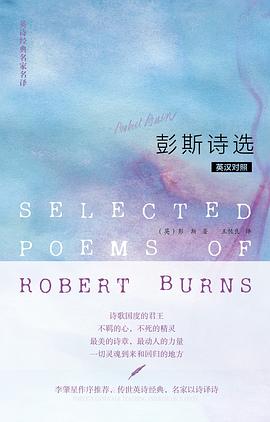 英诗经典名家名译
Robert Burns
彭斯诗选
英汉对照
SELECTED
（英）彭斯 著 王佐良 译
POEMS OF
ROBERT BURNS
诗歌国度的君王
不羁的心，不死的精灵
最美的诗章，最动人的力量
一切灵魂到来和回归的地方
李肇星作序推荐，传世英诗经典，名家以诗译诗